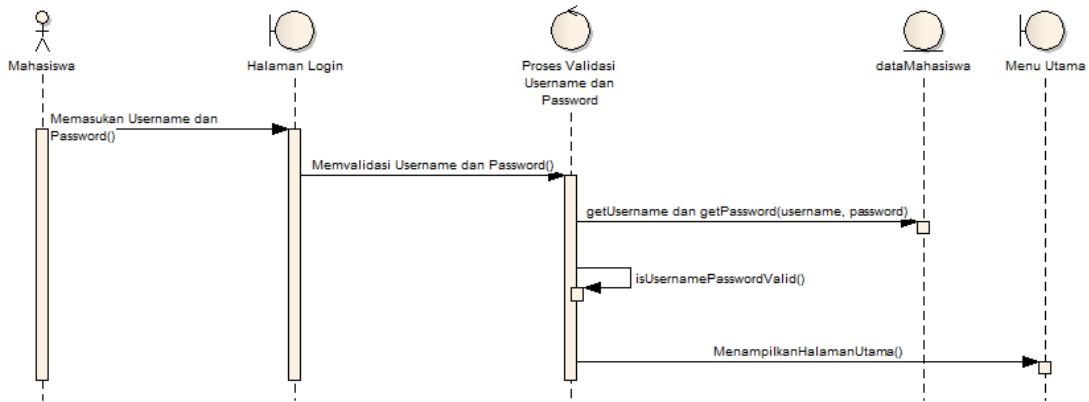 Mahasiswa
Halaman Login
Proses Validasi
Username dan
Password
dataMahasiswa
Menu Utama
Memasukan Username dan
Password()
Memvalidasi Username dan Password()
getUsername dan getPassword(username, password)
isUsernamePasswordValid()
MenampilkanHalamanUtama()